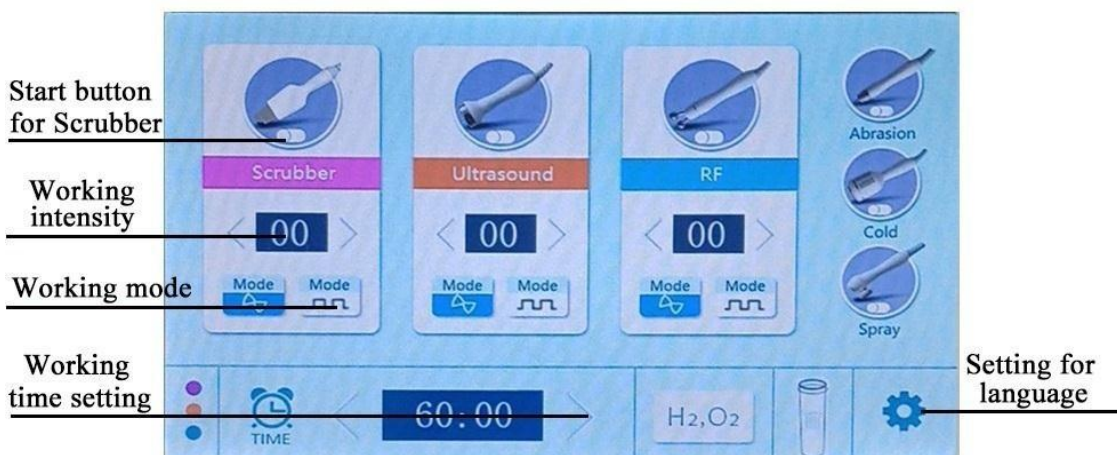 Start button
for Scrubber
Working
intensity
Working mode
Working
time setting
Scrubber
00
Mode
Mode
Ultrasound
00
Mode
Mode
RF
00
Mode
Mode
Abrasion
Cold
Spray
TIME
60:00
H2,O2
Setting for
language